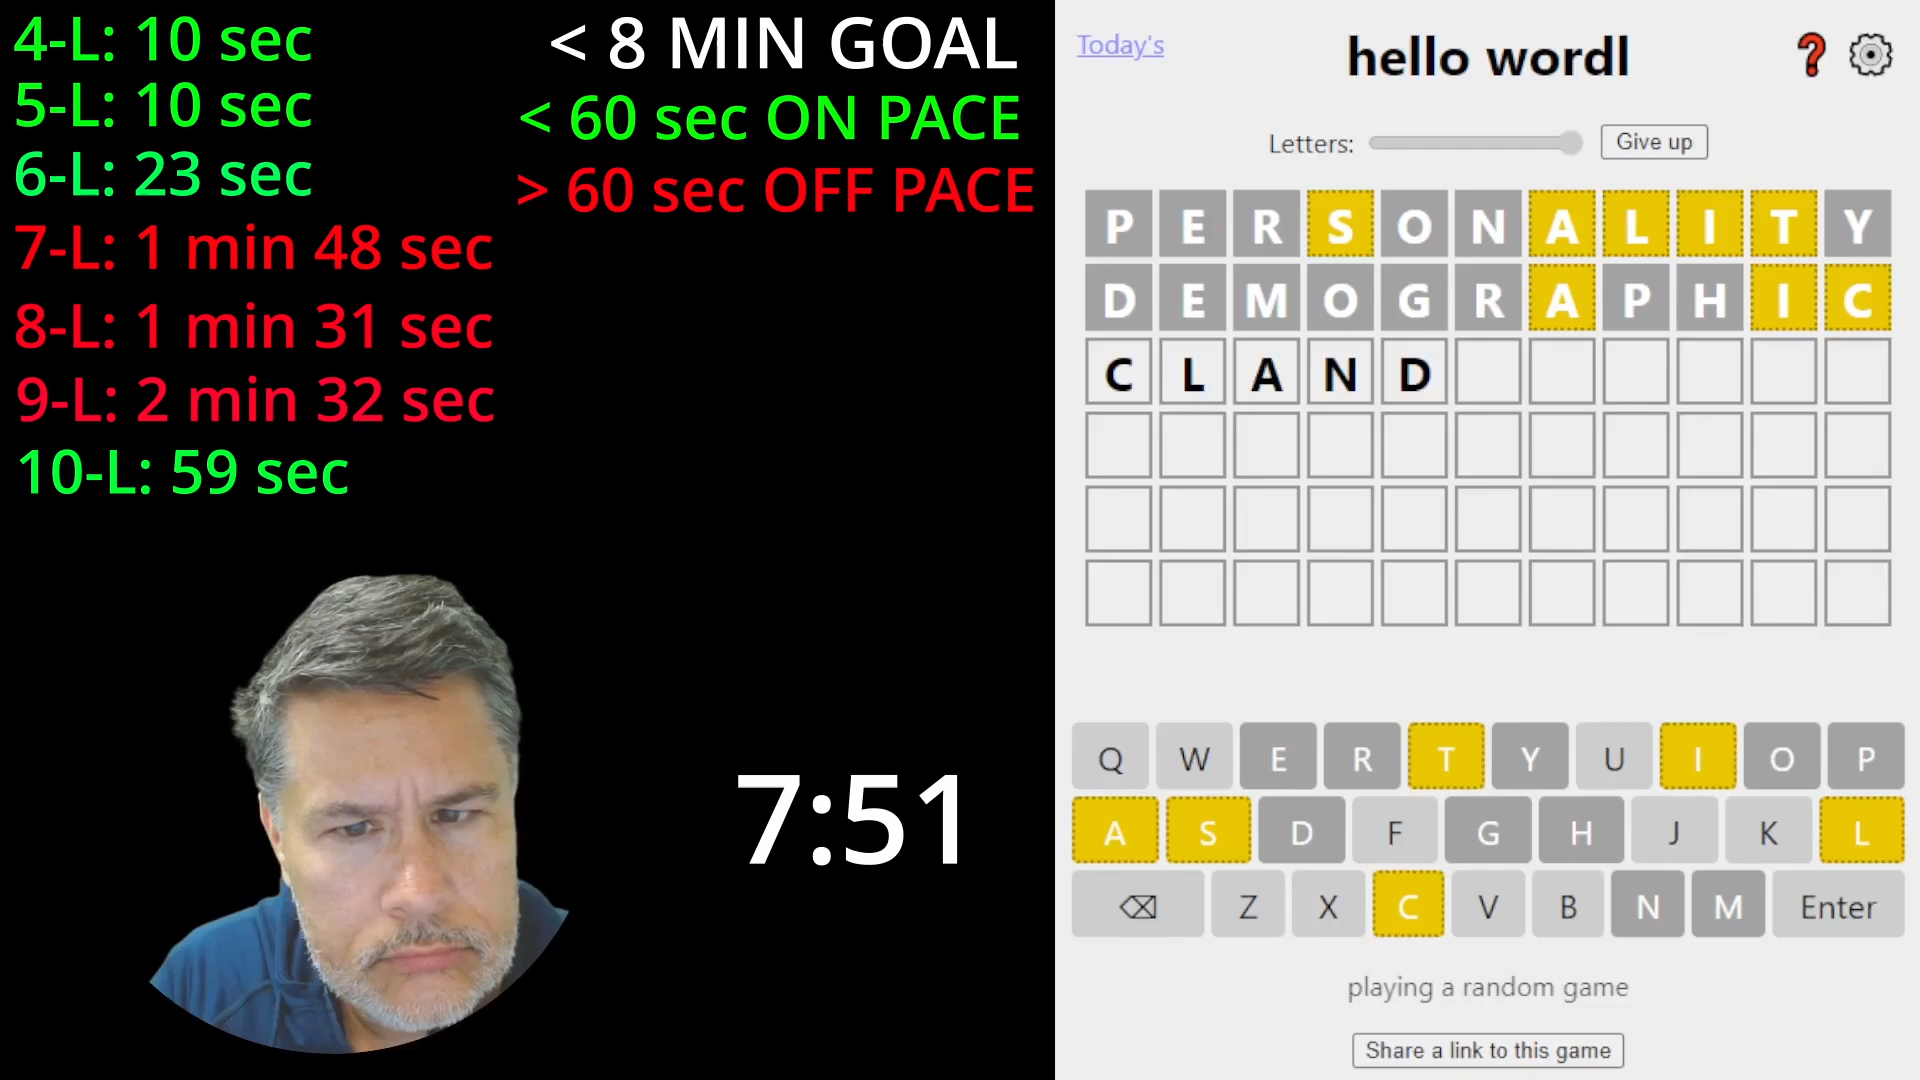 4-L: 10 sec
5-L: 10 sec
6-L: 23 sec
7-L: 1 min 48 sec
8-L: 1 min 31 sec
9-L: 2 min 32 sec
10-L: 59 sec
< 8 MIN GOAL
< 60 sec ON PACE
> 60 sec OFF PACE
7:51
Today's
hello wordl
Letters:
Give up
P E R S O N A L I T Y
D E M O G R A P H I C
C L A N D
Q W E R T Y U I O P
A S D F G H J K L
⌫ Z X C V B N M Enter
playing a random game
Share a link to this game